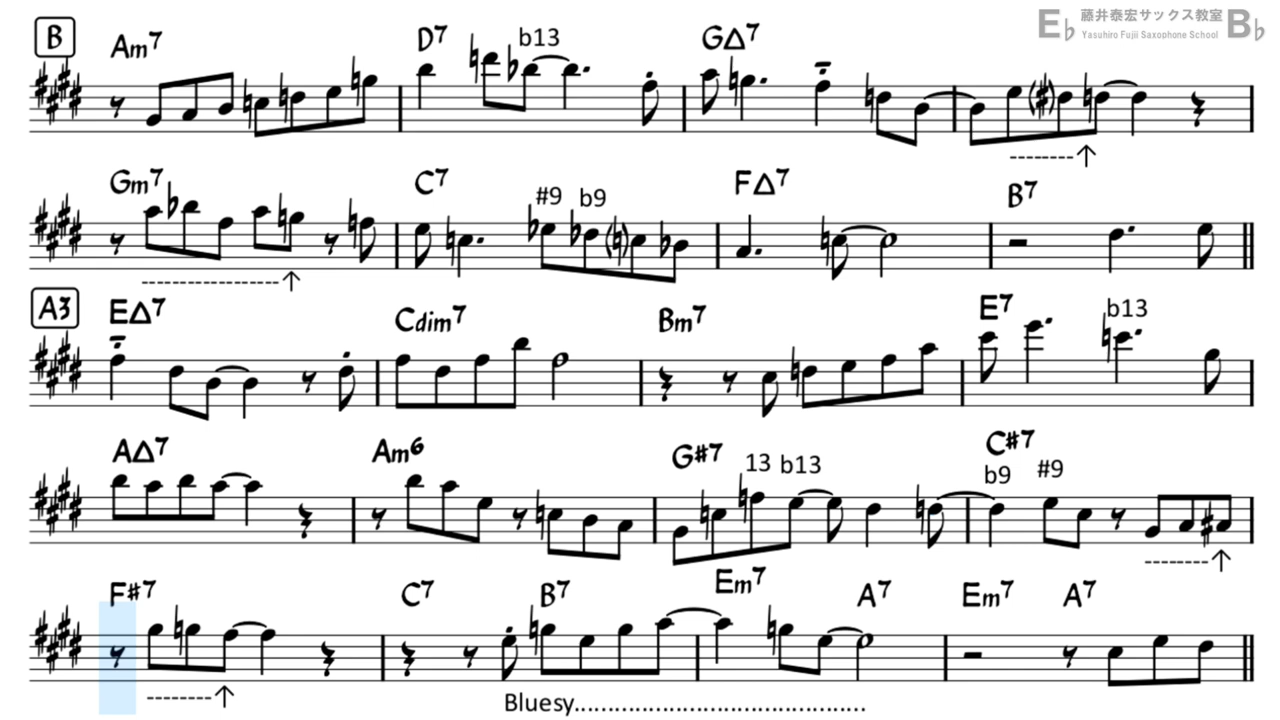 E♭ 藤井泰宏サックス教室 B♭
Yasuhiro Fujii Saxophone School
B Am7 D7 b13 GΔ7
Gm7 C7 #9 b9 FΔ7 B7
A3 EΔ7 Cdim7 Bm7 E7 b13
AΔ7 Am6 G#7 13 b13 C#7 b9 #9
F#7 C7 B7 Em7 A7 Em7 A7
Bluesy..........................................